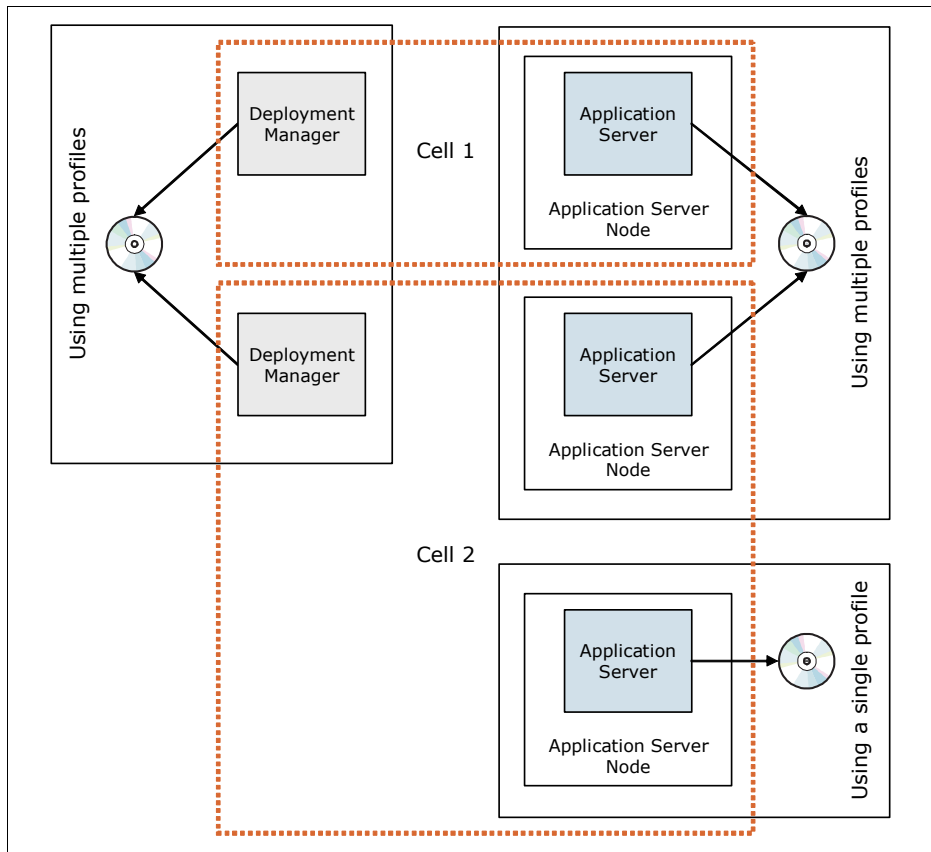 Using multiple profiles
Deployment
Manager
Cell 1
Application
Server
Application Server
Node
Using multiple profiles
Deployment
Manager
Application
Server
Application Server
Node
Cell 2
Application
Server
Application Server
Node
Using a single profile